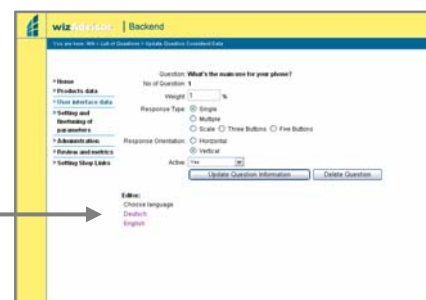 wizAdvisor | Backend
You are here: Wiz > List of Questions > Update Question Consistent Data
Home
Products data
User interface data
Setting and finetuning of parameters
Administration
Review and metrics
Setting Shop Links
Question: What's the main use for your phone?
No of Question: 1
Weight: 1 %
Response Type: Single
Multiple
Scale Three Buttons Five Buttons
Response Orientation: Horizontal
Vertical
Active: Yes
Update Question Information Delete Question
Editor:
Choose language
Deutsch
English